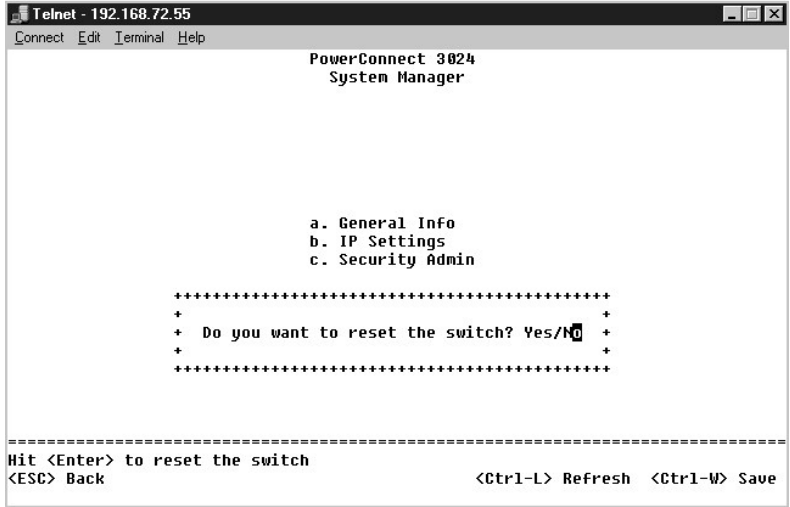 Telnet - 192.168.72.55
Connect Edit Terminal Help
PowerConnect 3024
System Manager
a. General Info
b. IP Settings
c. Security Admin
+++++++++++++++++++++++++++++++++++++++++++++
+ +
+ Do you want to reset the switch? Yes/No +
+ +
+++++++++++++++++++++++++++++++++++++++++++++
================================================================================
Hit <Enter> to reset the switch
<ESC> Back <Ctrl-L> Refresh <Ctrl-W> Save